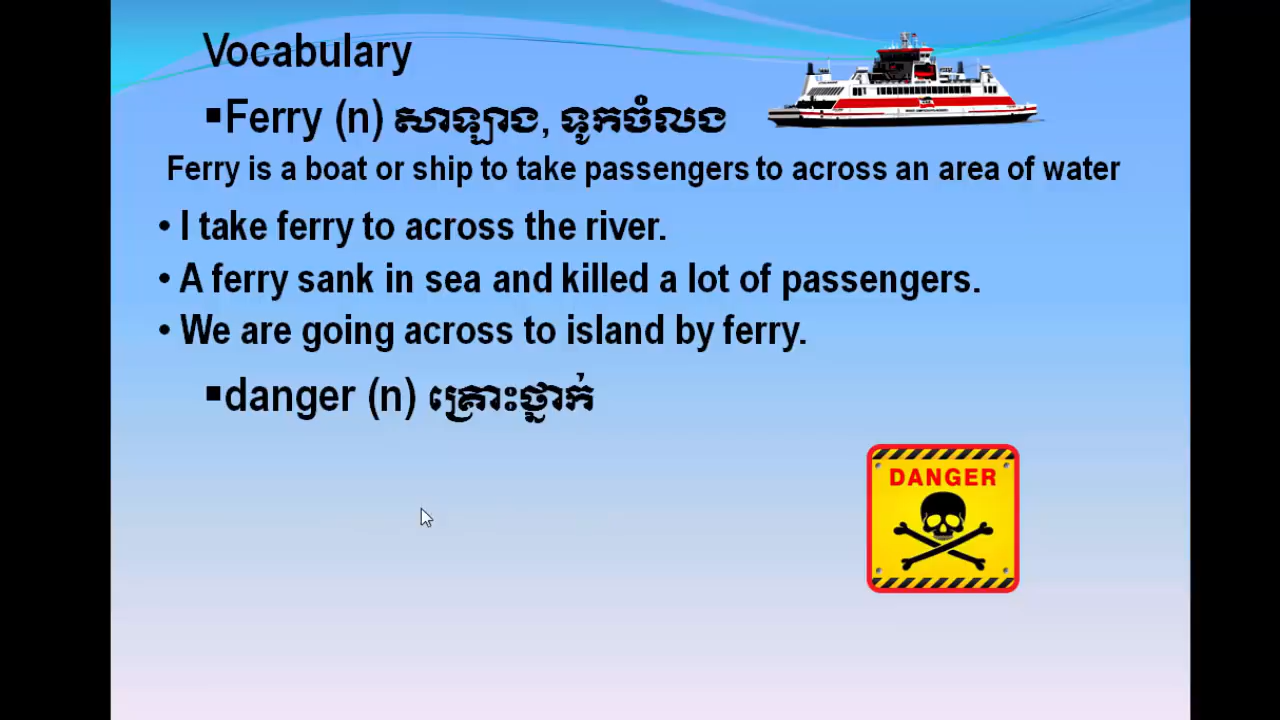 Vocabulary
▪Ferry (n) សាឡាង, ទូកចំលង
Ferry is a boat or ship to take passengers to across an area of water
• I take ferry to across the river.
• A ferry sank in sea and killed a lot of passengers.
• We are going across to island by ferry.
▪danger (n) គ្រោះថ្នាក់
DANGER